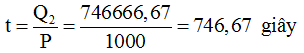 t = Q₂/P = 746666,67/1000 = 746,67 giây